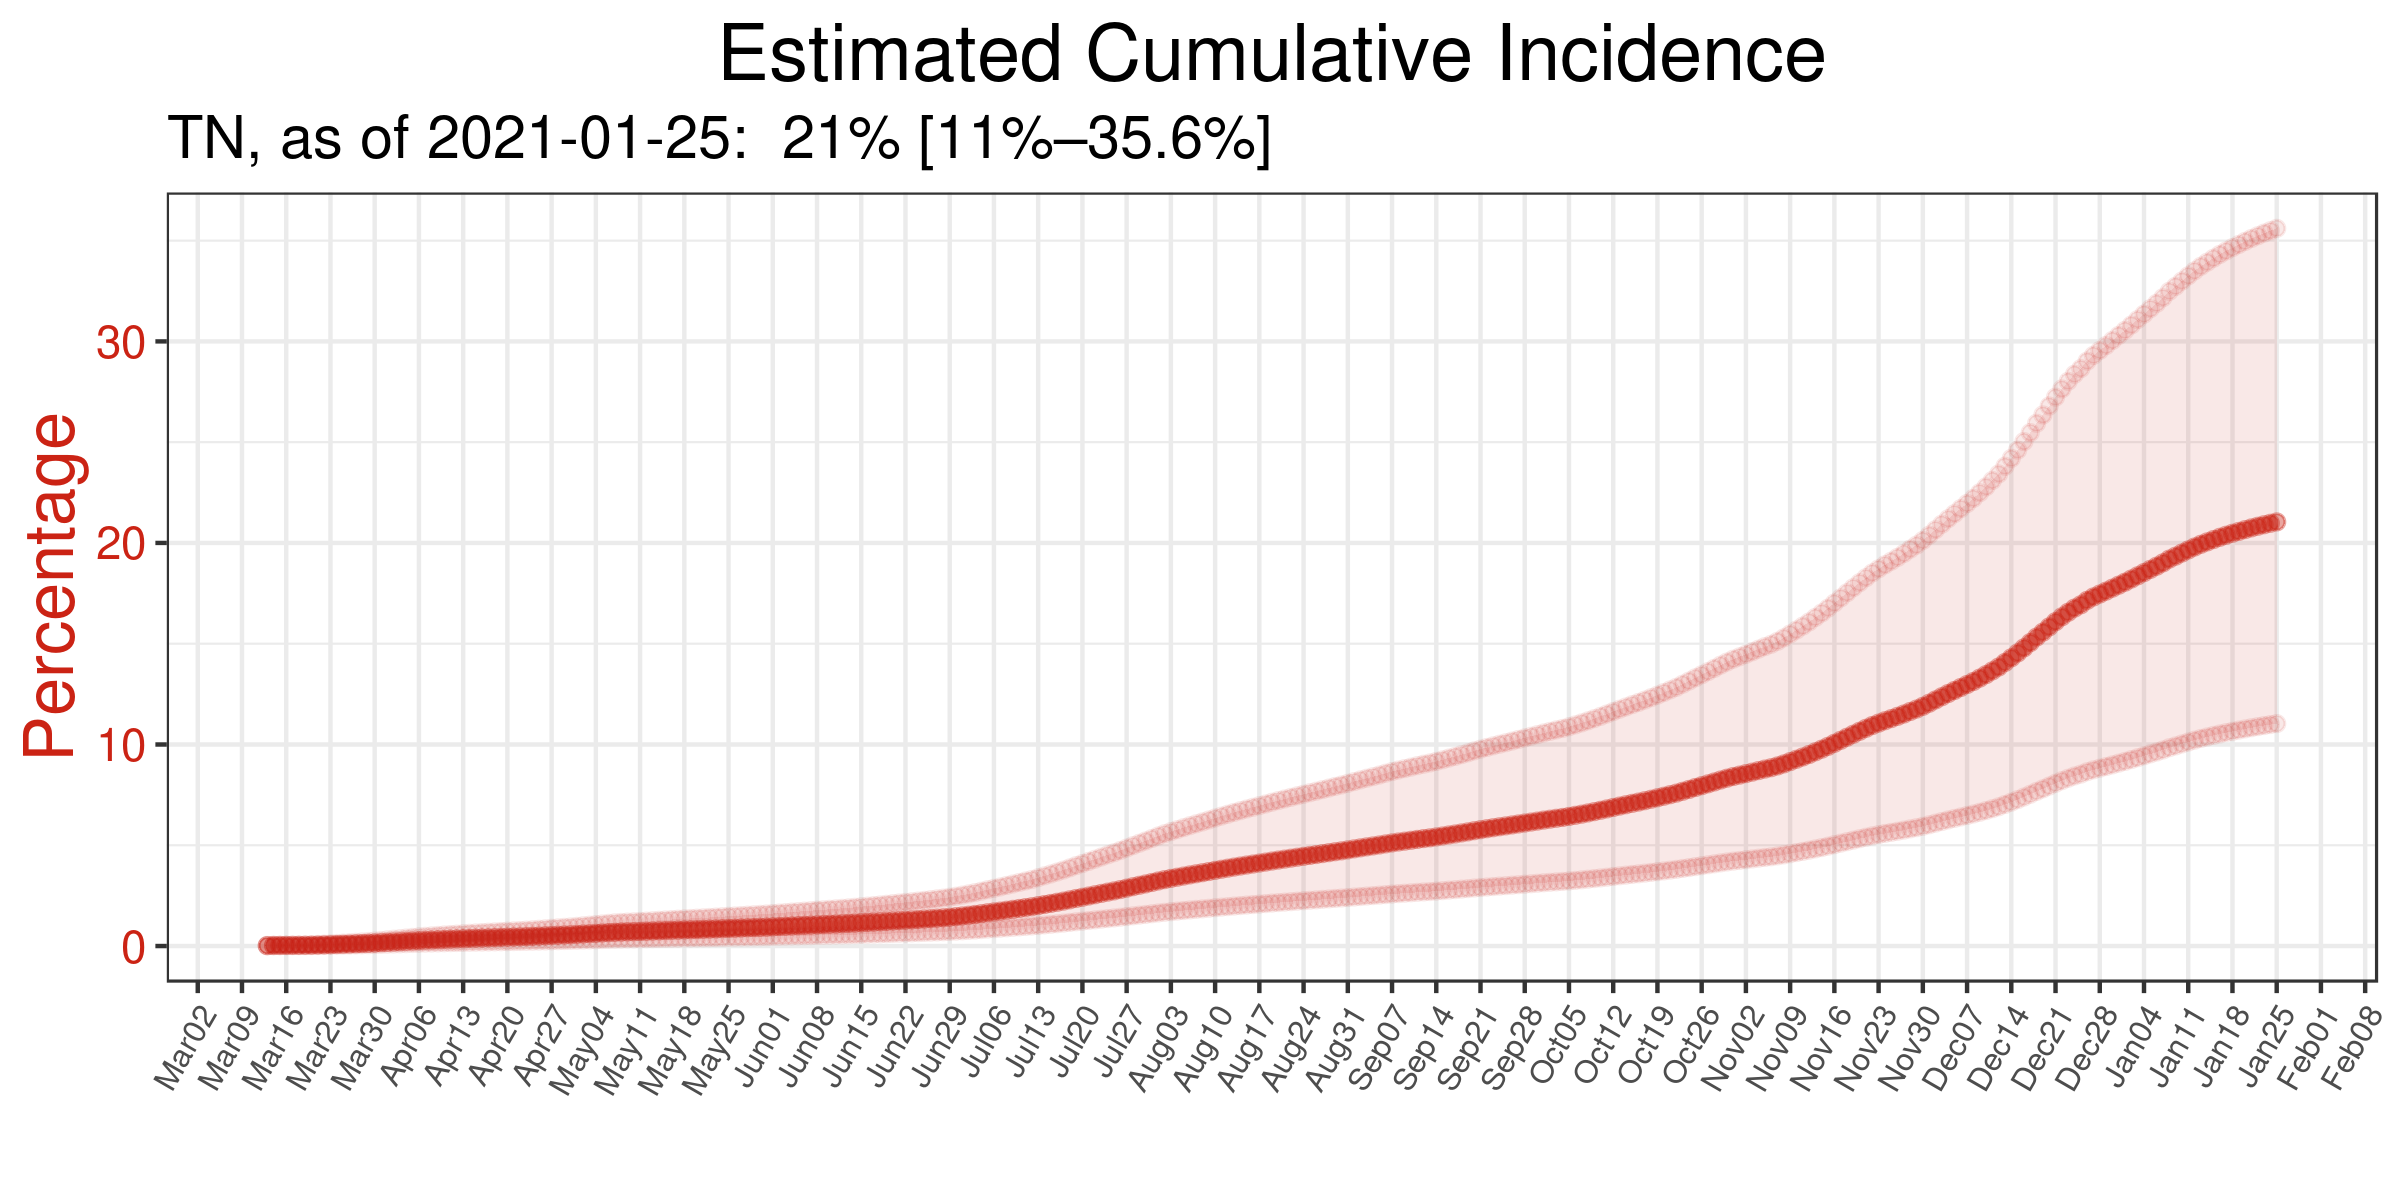 Estimated Cumulative Incidence
TN, as of 2021-01-25:  21% [11%–35.6%]
Percentage
30
20
10
0
Mar02
Mar09
Mar16
Mar23
Mar30
Apr06
Apr13
Apr20
Apr27
May04
May11
May18
May25
Jun01
Jun08
Jun15
Jun22
Jun29
Jul06
Jul13
Jul20
Jul27
Aug03
Aug10
Aug17
Aug24
Aug31
Sep07
Sep14
Sep21
Sep28
Oct05
Oct12
Oct19
Oct26
Nov02
Nov09
Nov16
Nov23
Nov30
Dec07
Dec14
Dec21
Dec28
Jan04
Jan11
Jan18
Jan25
Feb01
Feb08